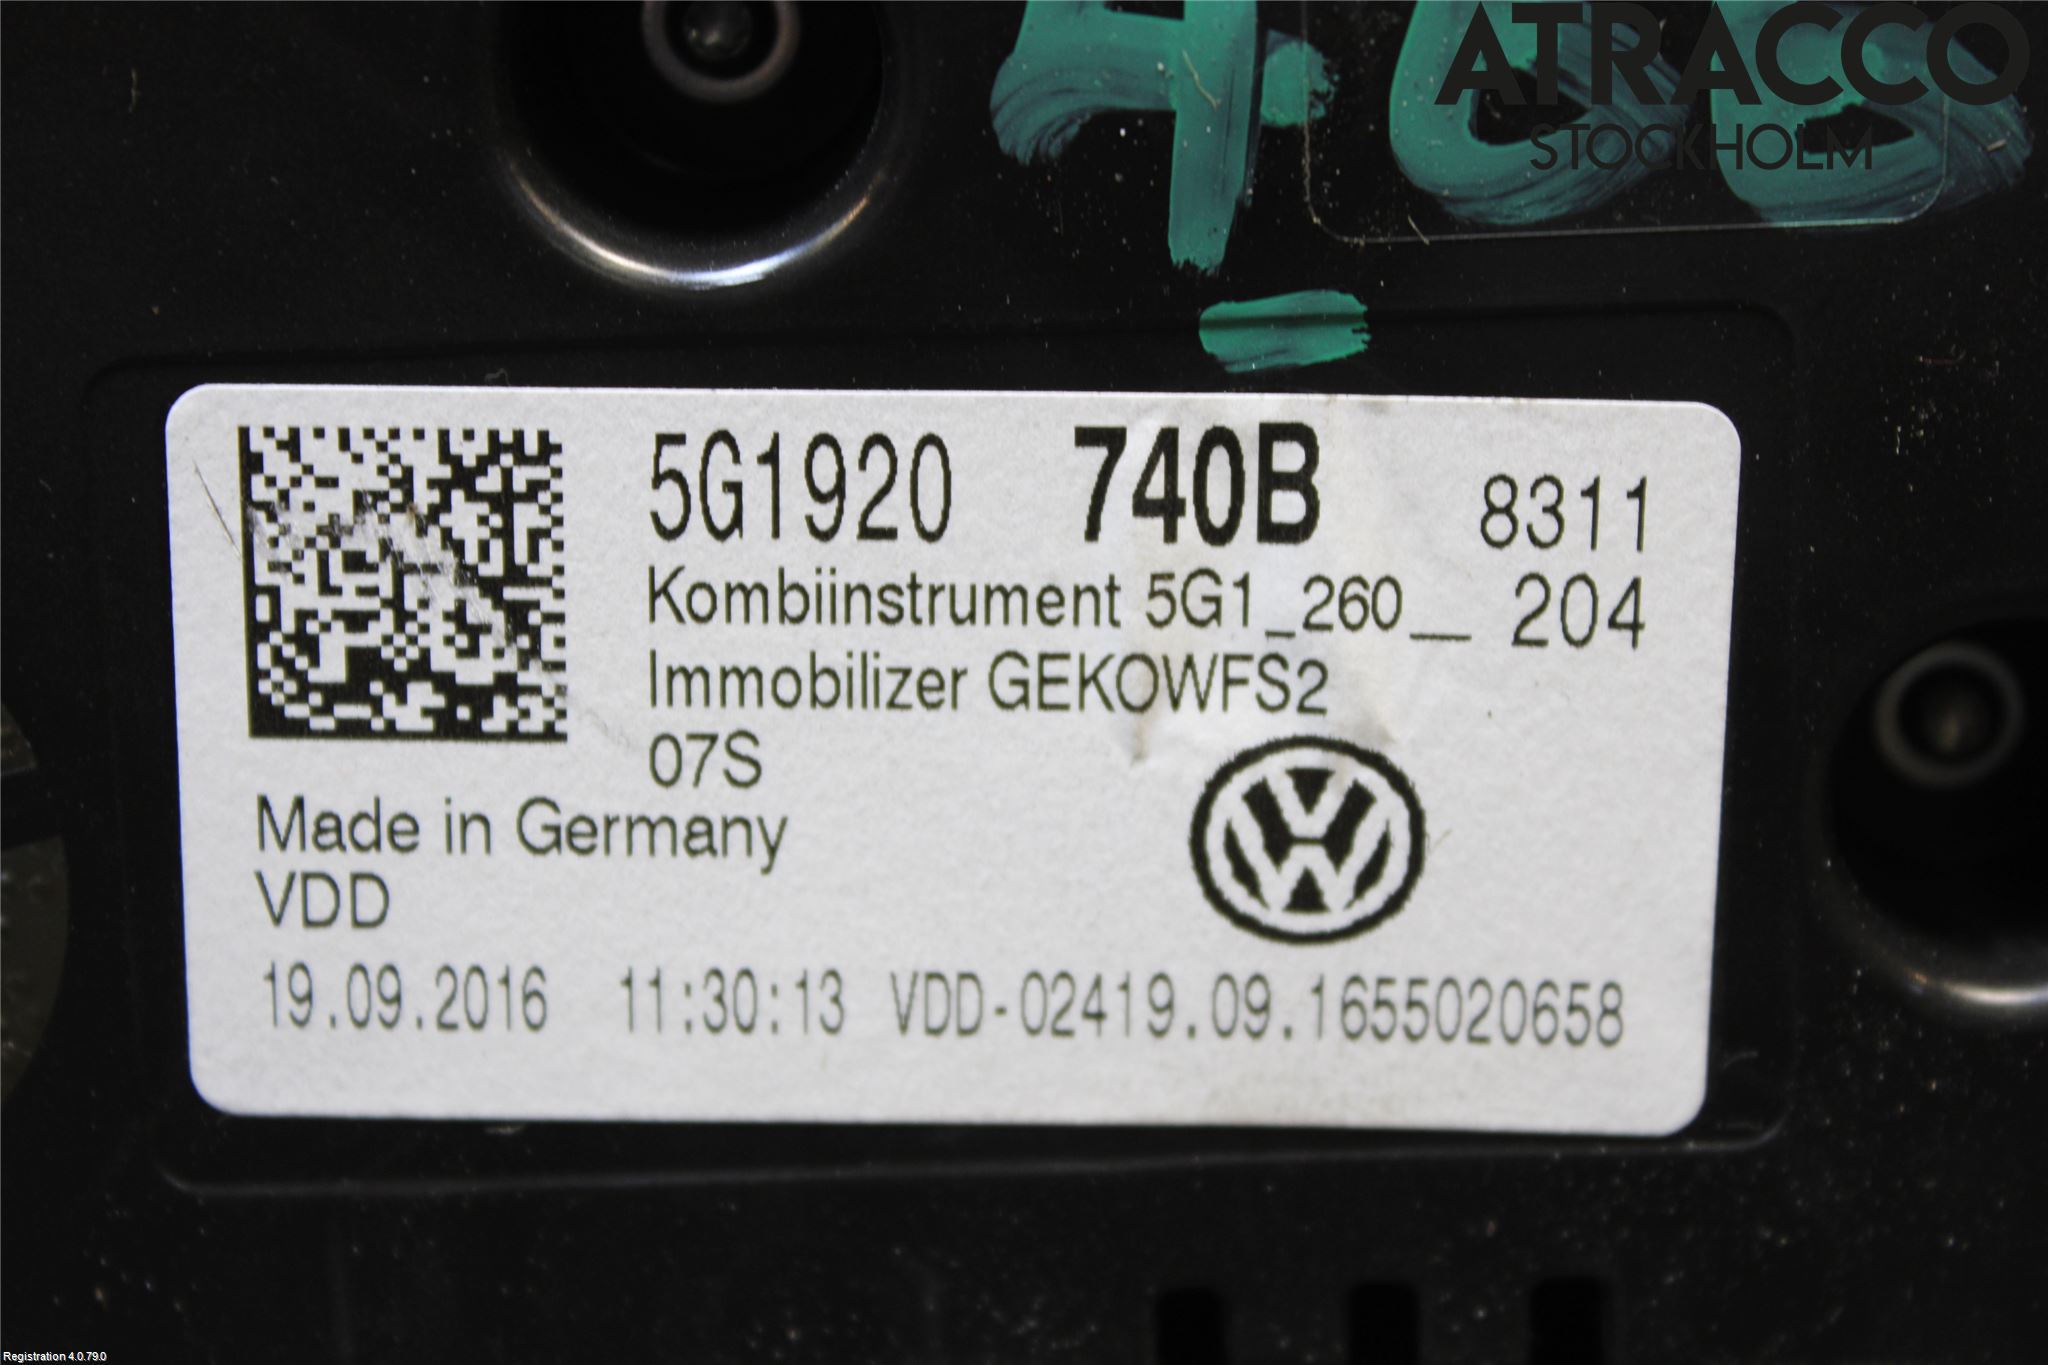 ATRACCO
STOCKHOLM
5G1920 740B 8311
Kombiinstrument 5G1_260__ 204
Immobilizer GEKOWFS2
07S
Made in Germany
VDD
19.09.2016 11:30:13 VDD-02419.09.1655020658
Registration 4.0.79.0